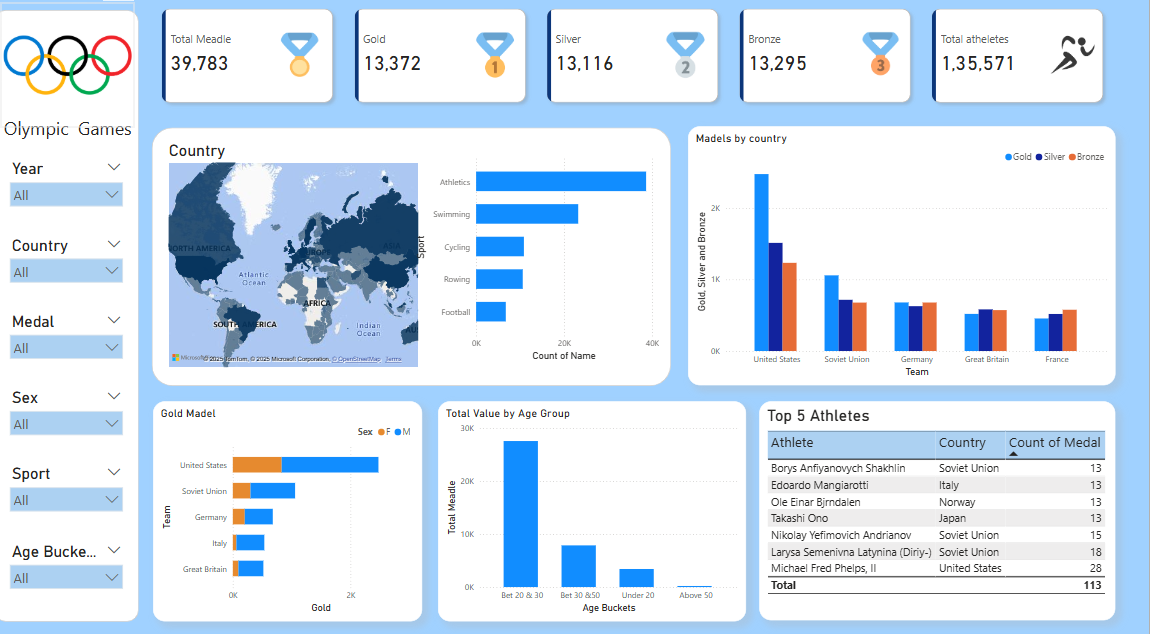 Olympic Games
Year
All
Country
All
Medal
All
Sex
All
Sport
All
Age Bucke...
All
Total Meadle
39,783
Gold
13,372
1
Silver
13,116
2
Bronze
13,295
3
Total atheletes
1,35,571
Country
NORTH AMERICA
EUROPE
ASIA
Atlantic
Ocean
AFRICA
SOUTH AMERICA
Indian
Ocean
AU
Microsoft
© 2025 TomTom, © 2025 Microsoft Corporation, © OpenStreetMap Terms
Sport
Athletics
Swimming
Cycling
Rowing
Football
0K 20K 40K
Count of Name
Madels by country
Gold Silver Bronze
Gold, Silver and Bronze
2K
1K
0K
United States Soviet Union Germany Great Britain France
Team
Gold Madel
Sex F M
Team
United States
Soviet Union
Germany
Italy
Great Britain
0K 2K
Gold
Total Value by Age Group
Total Meadle
30K
20K
10K
0K
Bet 20 & 30 Bet 30 &50 Under 20 Above 50
Age Buckets
Top 5 Athletes
Athlete Country Count of Medal
Borys Anfiyanovych Shakhlin Soviet Union 13
Edoardo Mangiarotti Italy 13
Ole Einar Bjrndalen Norway 13
Takashi Ono Japan 13
Nikolay Yefimovich Andrianov Soviet Union 15
Larysa Semenivna Latynina (Diriy-) Soviet Union 18
Michael Fred Phelps, II United States 28
Total 113